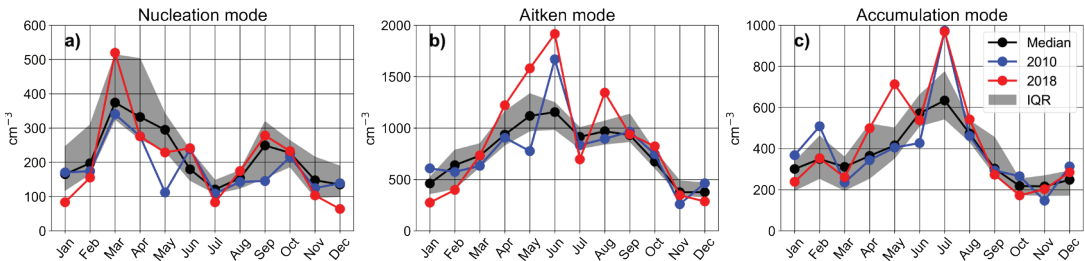 Nucleation mode
a)
600
500
400
300
200
100
0
cm⁻³
Jan Feb Mar Apr May Jun Jul Aug Sep Oct Nov Dec
Aitken mode
b)
2000
1500
1000
500
0
cm⁻³
Jan Feb Mar Apr May Jun Jul Aug Sep Oct Nov Dec
Accumulation mode
c)
1000
800
600
400
200
0
cm⁻³
Jan Feb Mar Apr May Jun Jul Aug Sep Oct Nov Dec
Median
2010
2018
IQR